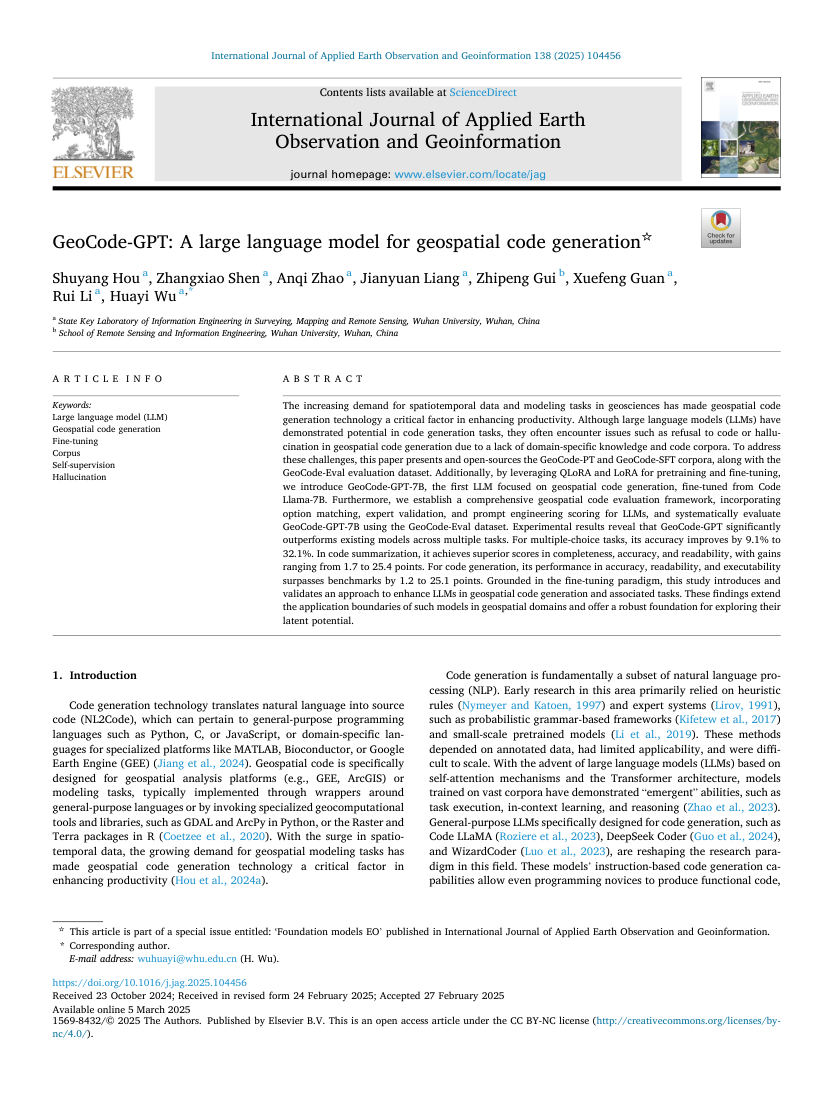 International Journal of Applied Earth Observation and Geoinformation 138 (2025) 104456
Contents lists available at ScienceDirect
International Journal of Applied Earth
Observation and Geoinformation
journal homepage: www.elsevier.com/locate/jag
ELSEVIER
Check for
updates
GeoCode-GPT: A large language model for geospatial code generation☆
Shuyang Hou a, Zhangxiao Shen a, Anqi Zhao a, Jianyuan Liang a, Zhipeng Gui b, Xuefeng Guan a,
Rui Li a, Huayi Wu a,*
a State Key Laboratory of Information Engineering in Surveying, Mapping and Remote Sensing, Wuhan University, Wuhan, China
b School of Remote Sensing and Information Engineering, Wuhan University, Wuhan, China
ARTICLE INFO
Keywords:
Large language model (LLM)
Geospatial code generation
Fine-tuning
Corpus
Self-supervision
Hallucination
ABSTRACT
The increasing demand for spatiotemporal data and modeling tasks in geosciences has made geospatial code
generation technology a critical factor in enhancing productivity. Although large language models (LLMs) have
demonstrated potential in code generation tasks, they often encounter issues such as refusal to code or hallu-
cination in geospatial code generation due to a lack of domain-specific knowledge and code corpora. To address
these challenges, this paper presents and open-sources the GeoCode-PT and GeoCode-SFT corpora, along with the
GeoCode-Eval evaluation dataset. Additionally, by leveraging QLoRA and LoRA for pretraining and fine-tuning,
we introduce GeoCode-GPT-7B, the first LLM focused on geospatial code generation, fine-tuned from Code
Llama-7B. Furthermore, we establish a comprehensive geospatial code evaluation framework, incorporating
option matching, expert validation, and prompt engineering scoring for LLMs, and systematically evaluate
GeoCode-GPT-7B using the GeoCode-Eval dataset. Experimental results reveal that GeoCode-GPT significantly
outperforms existing models across multiple tasks. For multiple-choice tasks, its accuracy improves by 9.1% to
32.1%. In code summarization, it achieves superior scores in completeness, accuracy, and readability, with gains
ranging from 1.7 to 25.4 points. For code generation, its performance in accuracy, readability, and executability
surpasses benchmarks by 1.2 to 25.1 points. Grounded in the fine-tuning paradigm, this study introduces and
validates an approach to enhance LLMs in geospatial code generation and associated tasks. These findings extend
the application boundaries of such models in geospatial domains and offer a robust foundation for exploring their
latent potential.
1. Introduction
Code generation technology translates natural language into source
code (NL2Code), which can pertain to general-purpose programming
languages such as Python, C, or JavaScript, or domain-specific lan-
guages for specialized platforms like MATLAB, Bioconductor, or Google
Earth Engine (GEE) (Jiang et al., 2024). Geospatial code is specifically
designed for geospatial analysis platforms (e.g., GEE, ArcGIS) or
modeling tasks, typically implemented through wrappers around
general-purpose languages or by invoking specialized geocomputational
tools and libraries, such as GDAL and ArcPy in Python, or the Raster and
Terra packages in R (Coetzee et al., 2020). With the surge in spatio-
temporal data, the growing demand for geospatial modeling tasks has
made geospatial code generation technology a critical factor in
enhancing productivity (Hou et al., 2024a).
Code generation is fundamentally a subset of natural language pro-
cessing (NLP). Early research in this area primarily relied on heuristic
rules (Nymeyer and Katoen, 1997) and expert systems (Lirov, 1991),
such as probabilistic grammar-based frameworks (Kifetew et al., 2017)
and small-scale pretrained models (Li et al., 2019). These methods
depended on annotated data, had limited applicability, and were diffi-
cult to scale. With the advent of large language models (LLMs) based on
self-attention mechanisms and the Transformer architecture, models
trained on vast corpora have demonstrated “emergent” abilities, such as
task execution, in-context learning, and reasoning (Zhao et al., 2023).
General-purpose LLMs specifically designed for code generation, such as
Code LLaMA (Roziere et al., 2023), DeepSeek Coder (Guo et al., 2024),
and WizardCoder (Luo et al., 2023), are reshaping the research para-
digm in this field. These models’ instruction-based code generation ca-
pabilities allow even programming novices to produce functional code,
☆ This article is part of a special issue entitled: ‘Foundation models EO’ published in International Journal of Applied Earth Observation and Geoinformation.
* Corresponding author.
E-mail address: wuhuayi@whu.edu.cn (H. Wu).
https://doi.org/10.1016/j.jag.2025.104456
Received 23 October 2024; Received in revised form 24 February 2025; Accepted 27 February 2025
Available online 5 March 2025
1569-8432/© 2025 The Authors. Published by Elsevier B.V. This is an open access article under the CC BY-NC license (http://creativecommons.org/licenses/by-
nc/4.0/).